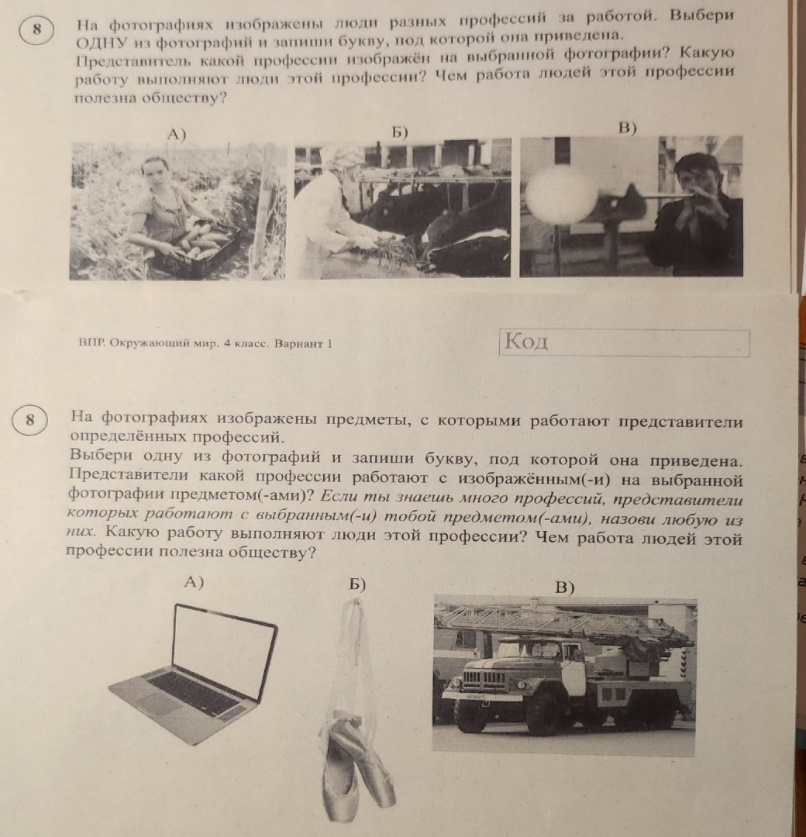 8
На фотографиях изображены люди разных профессий за работой. Выбери
ОДНУ из фотографий и запиши букву, под которой она приведена.
Представитель какой профессии изображён на выбранной фотографии? Какую
работу выполняют люди этой профессии? Чем работа людей этой профессии
полезна обществу?
А) Б) В)
ВПР. Окружающий мир. 4 класс. Вариант 1
Код
8
На фотографиях изображены предметы, с которыми работают представители
определённых профессий.
Выбери одну из фотографий и запиши букву, под которой она приведена.
Представители какой профессии работают с изображённым(-и) на выбранной
фотографии предметом(-ами)? Если ты знаешь много профессий, представители
которых работают с выбранным(-и) тобой предметом(-ами), назови любую из
них. Какую работу выполняют люди этой профессии? Чем работа людей этой
профессии полезна обществу?
А) Б) В)